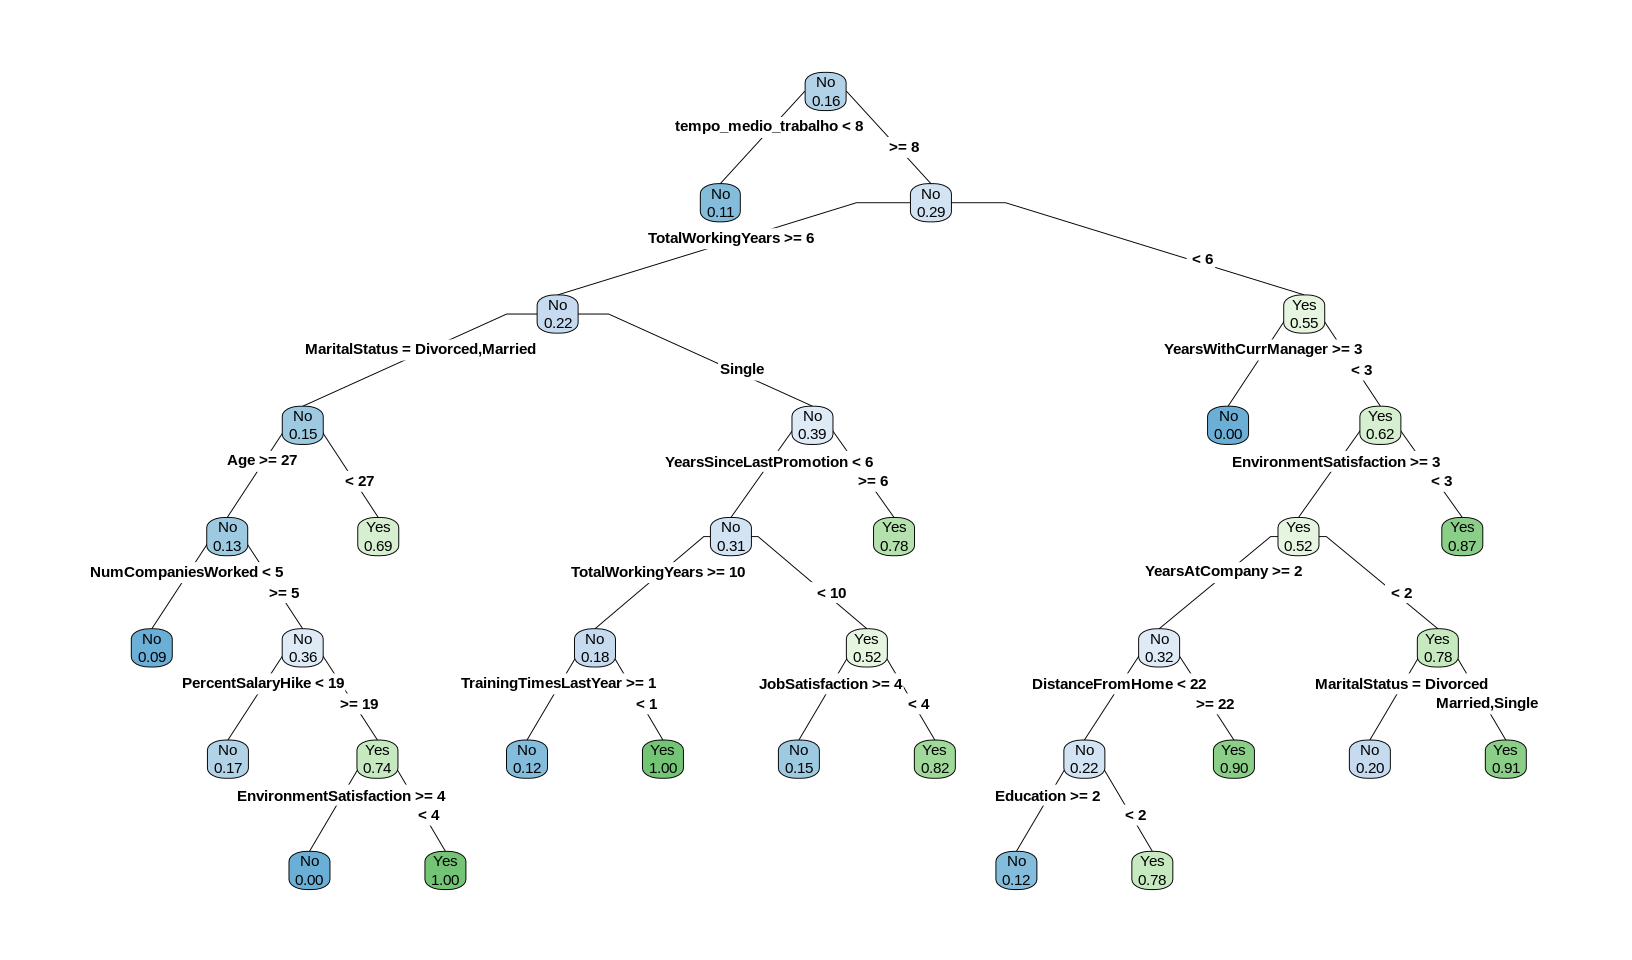 No
0.16
tempo_medio_trabalho < 8
>= 8
No
0.11
No
0.29
TotalWorkingYears >= 6
< 6
No
0.22
Yes
0.55
MaritalStatus = Divorced,Married
Single
YearsWithCurrManager >= 3
< 3
No
0.15
No
0.39
No
0.00
Yes
0.62
Age >= 27
< 27
YearsSinceLastPromotion < 6
>= 6
EnvironmentSatisfaction >= 3
< 3
No
0.13
Yes
0.69
No
0.31
Yes
0.78
Yes
0.52
Yes
0.87
NumCompaniesWorked < 5
>= 5
TotalWorkingYears >= 10
< 10
YearsAtCompany >= 2
< 2
No
0.09
No
0.36
No
0.18
Yes
0.52
No
0.32
Yes
0.78
PercentSalaryHike < 19
>= 19
TrainingTimesLastYear >= 1
< 1
JobSatisfaction >= 4
< 4
DistanceFromHome < 22
>= 22
MaritalStatus = Divorced
Married,Single
No
0.17
Yes
0.74
No
0.12
Yes
1.00
No
0.15
Yes
0.82
No
0.22
Yes
0.90
No
0.20
Yes
0.91
EnvironmentSatisfaction >= 4
< 4
Education >= 2
< 2
No
0.00
Yes
1.00
No
0.12
Yes
0.78